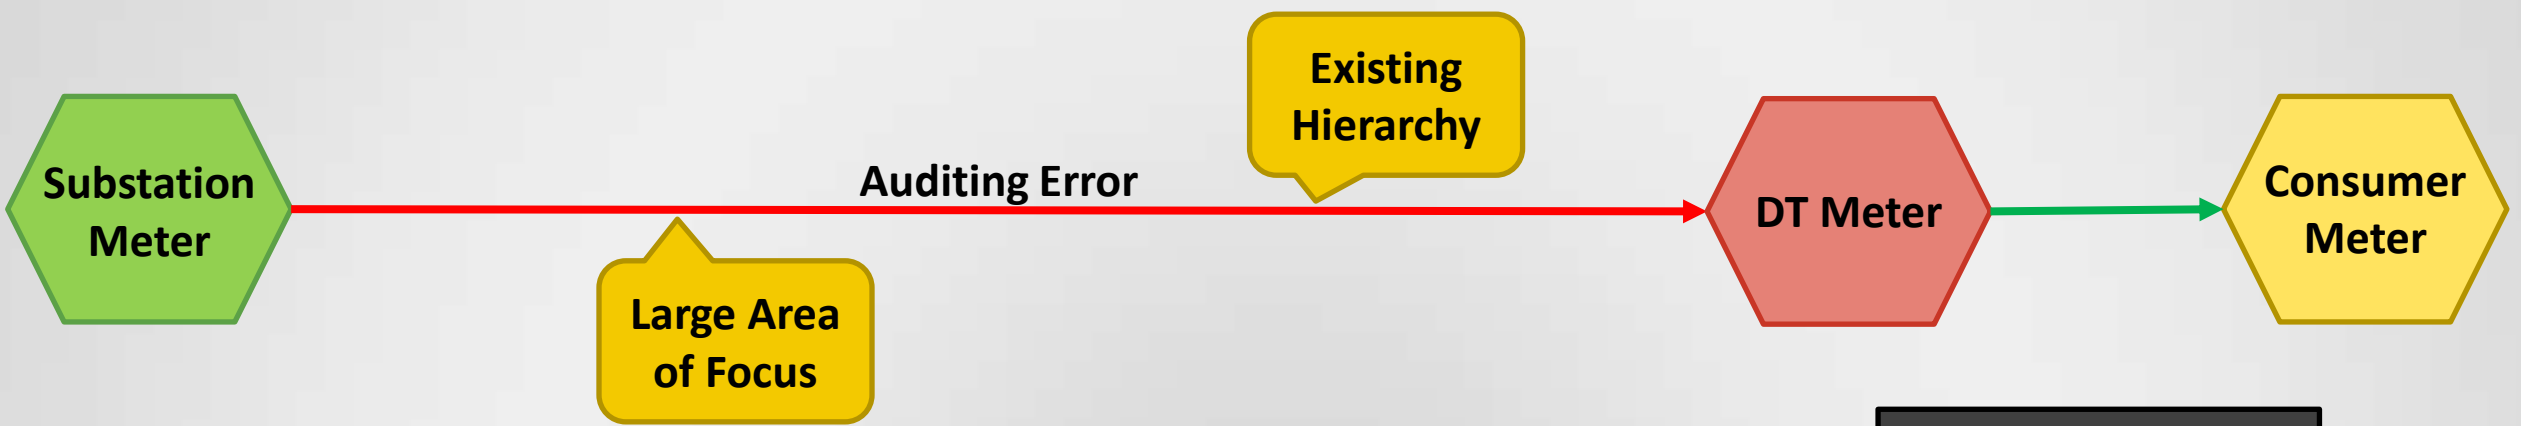 Substation
Meter
Large Area
of Focus
Auditing Error
Existing
Hierarchy
DT Meter
Consumer
Meter